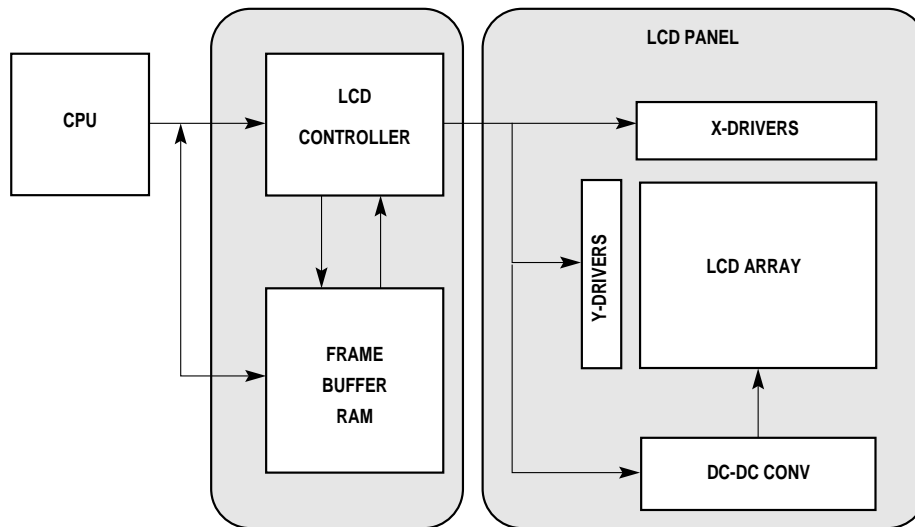 LCD PANEL
CPU
LCD
CONTROLLER
X-DRIVERS
Y-DRIVERS
LCD ARRAY
FRAME
BUFFER
RAM
DC-DC CONV